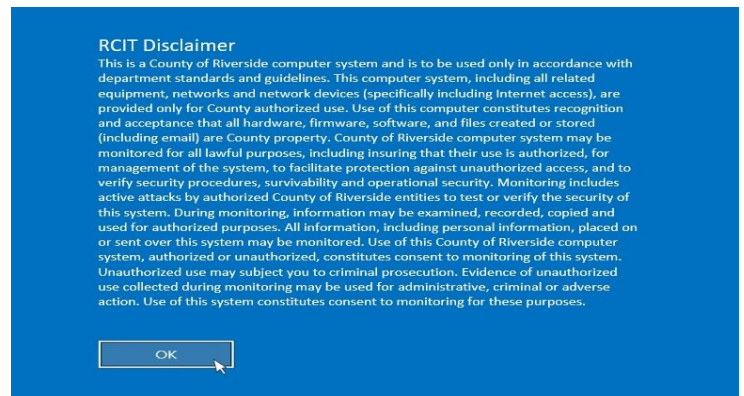 RCIT Disclaimer
This is a County of Riverside computer system and is to be used only in accordance with
department standards and guidelines. This computer system, including all related
equipment, networks and network devices (specifically including Internet access), are
provided only for County authorized use. Use of this computer constitutes recognition
and acceptance that all hardware, firmware, software, and files created or stored
(including email) are County property. County of Riverside computer system may be
monitored for all lawful purposes, including insuring that their use is authorized, for
management of the system, to facilitate protection against unauthorized access, and to
verify security procedures, survivability and operational security. Monitoring includes
active attacks by authorized County of Riverside entities to test or verify the security of
this system. During monitoring, information may be examined, recorded, copied and
used for authorized purposes. All information, including personal information, placed on
or sent over this system may be monitored. Use of this County of Riverside computer
system, authorized or unauthorized, constitutes consent to monitoring of this system.
Unauthorized use may subject you to criminal prosecution. Evidence of unauthorized
use collected during monitoring may be used for administrative, criminal or adverse
action. Use of this system constitutes consent to monitoring for these purposes.
OK